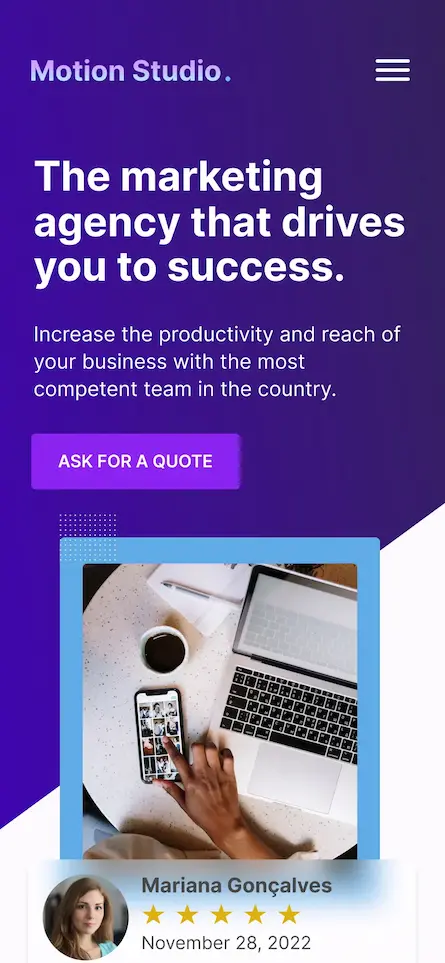 Motion Studio.
The marketing
agency that drives
you to success.
Increase the productivity and reach of
your business with the most
competent team in the country.
ASK FOR A QUOTE
Mariana Gonçalves
November 28, 2022